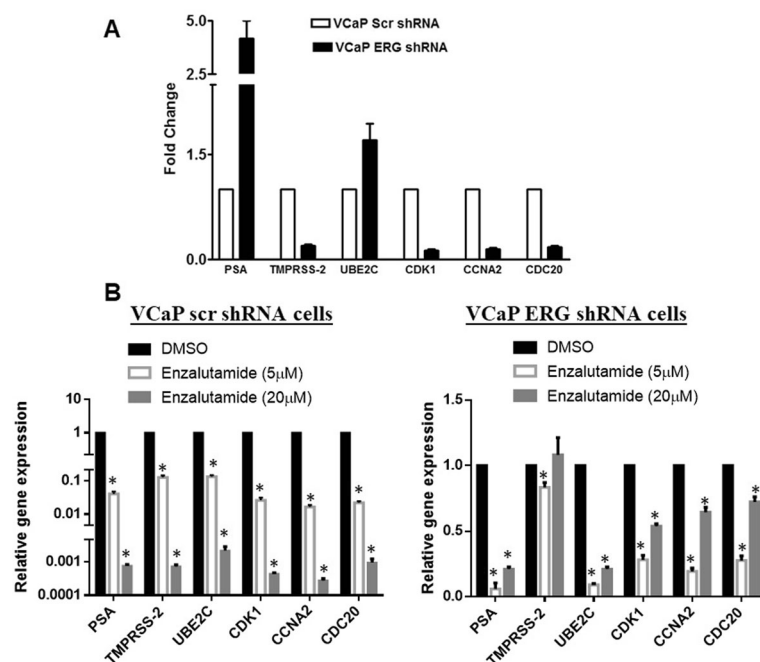 A
VCaP Scr shRNA
VCaP ERG shRNA
Fold Change
5.0
2.5
1.5
0.0
PSA TMPRSS-2 UBE2C CDK1 CCNA2 CDC20
B
VCaP scr shRNA cells
DMSO
Enzalutamide (5µM)
Enzalutamide (20µM)
Relative gene expression
10
1
0.1
0.01
0.001
0.0001
* * * * * *
* * * * * *
PSA TMPRSS-2 UBE2C CDK1 CCNA2 CDC20
VCaP ERG shRNA cells
DMSO
Enzalutamide (5µM)
Enzalutamide (20µM)
Relative gene expression
1.5
1.0
0.5
0.0
* * * * * * * * * * *
PSA TMPRSS-2 UBE2C CDK1 CCNA2 CDC20